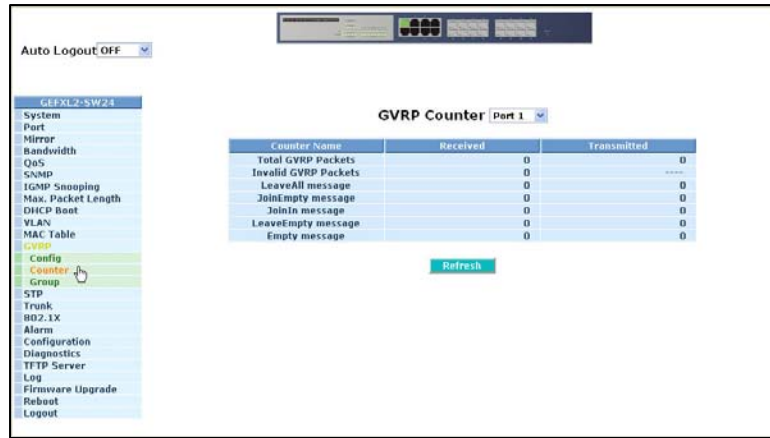 Auto Logout OFF
GEFXL2-SW24
System
Port
Mirror
Bandwidth
QoS
SNMP
IGMP Snooping
Max. Packet Length
DHCP Boot
VLAN
MAC Table
GVRP
Config
Counter
Group
STP
Trunk
802.1X
Alarm
Configuration
Diagnostics
TFTP Server
Log
Firmware Upgrade
Reboot
Logout
GVRP Counter Port 1
Counter Name Received Transmitted
Total GVRP Packets 0 0
Invalid GVRP Packets 0 ----
LeaveAll message 0 0
JoinEmpty message 0 0
JoinIn message 0 0
LeaveEmpty message 0 0
Empty message 0 0
Refresh